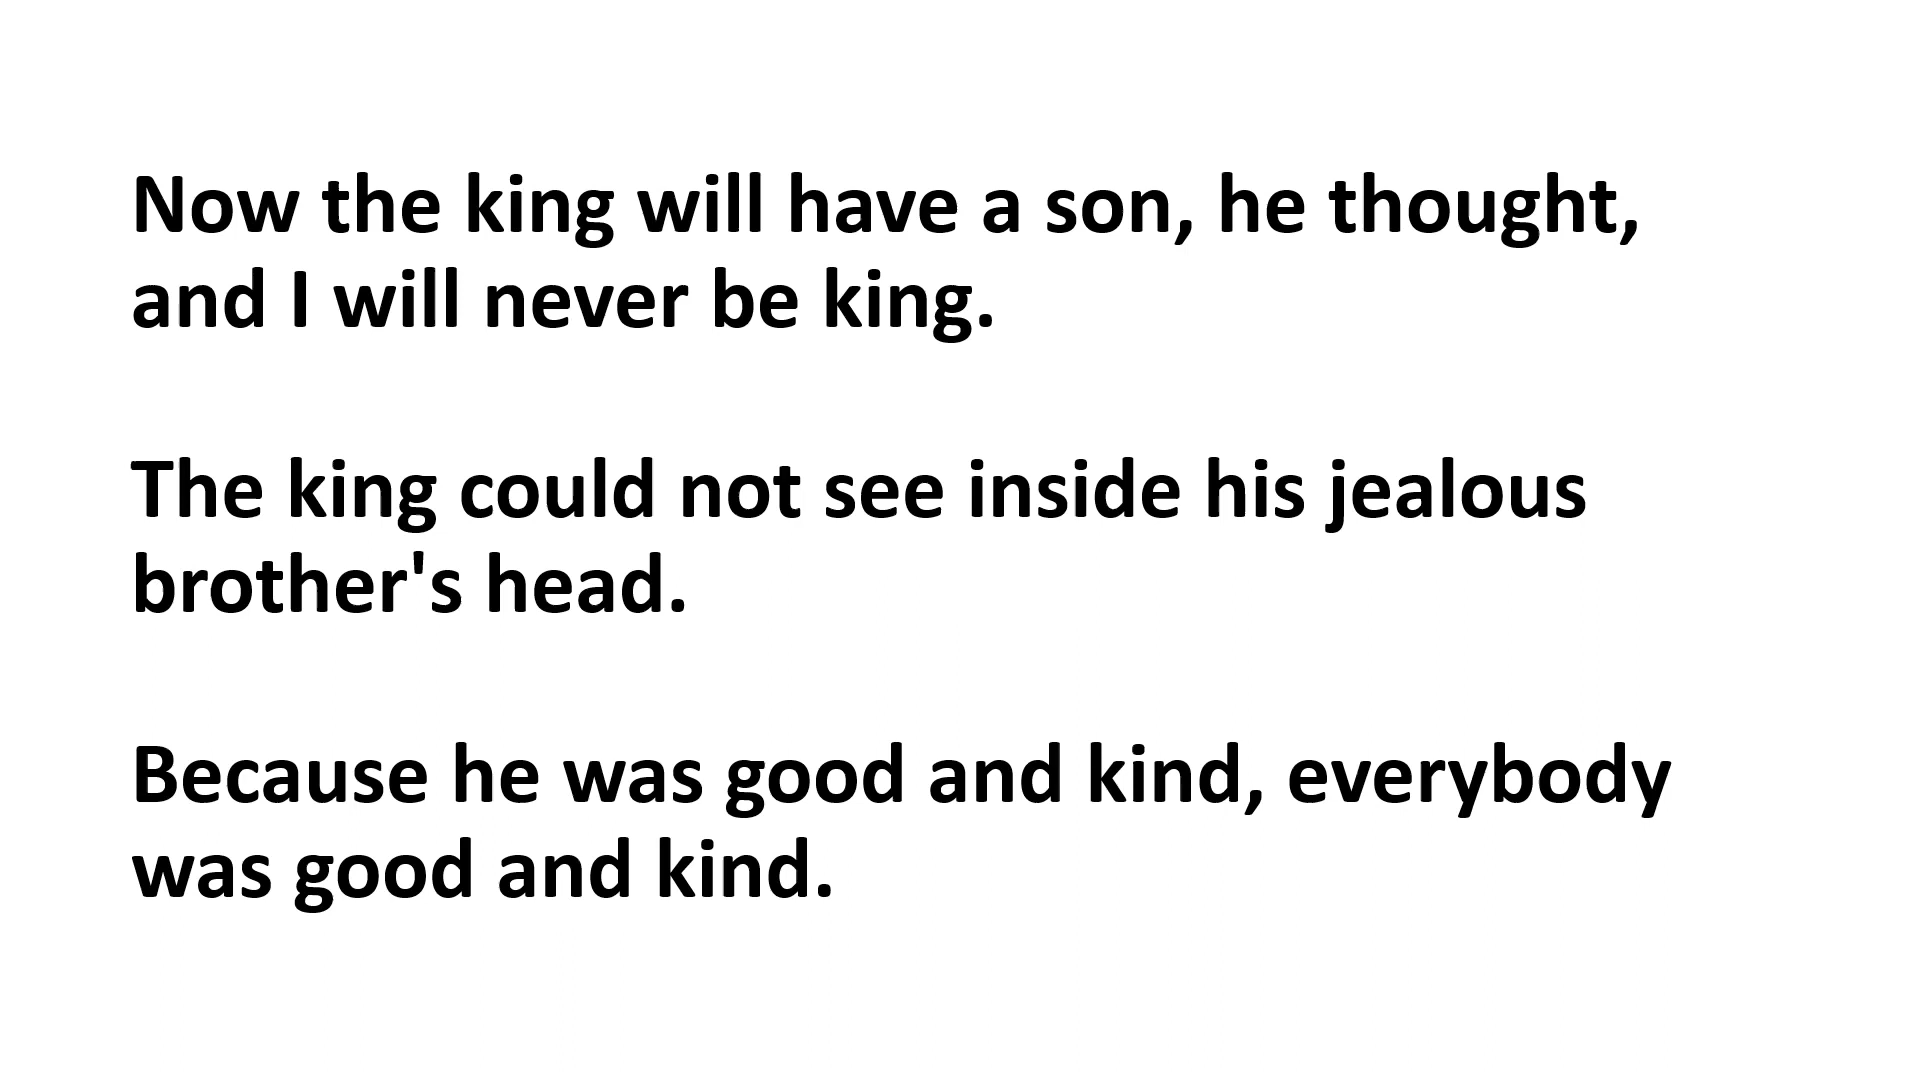 Now the king will have a son, he thought,
and I will never be king.
The king could not see inside his jealous
brother's head.
Because he was good and kind, everybody
was good and kind.